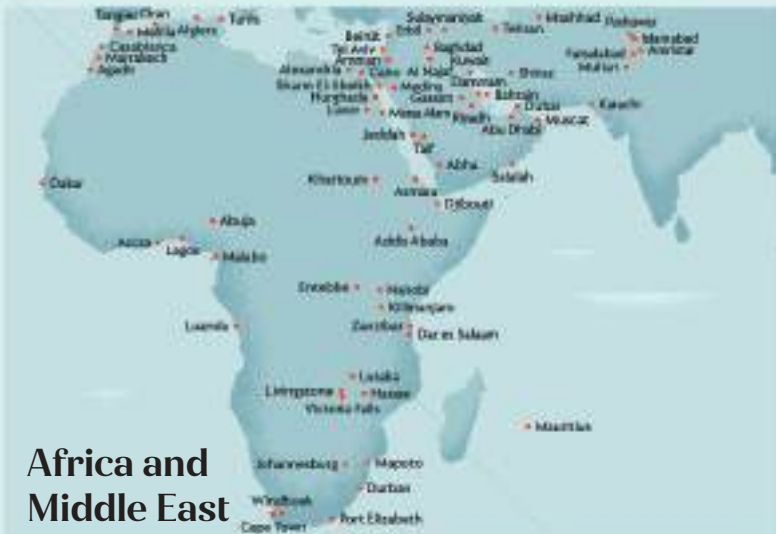 Tangier Oran
Tunis
Melilla Algiers
Casablanca
Marrakech
Agadir
Sulaymaniyah
Mashhad
Peshawar
Beirut
Erbil
Tehran
Islamabad
Tel Aviv
Baghdad
Faisalabad
Amritsar
Amman
Kuwait
Multan
Alexandria
Cairo
Al Najaf
Shiraz
Sharm El-Sheikh
Medina
Dammam
Hurghada
Gassim
Bahrain
Luxor
Marsa Alam
Riyadh
Dubai
Karachi
Abu Dhabi
Muscat
Jeddah
Taif
Abha
Salalah
Dakar
Khartoum
Asmara
Djibouti
Abuja
Accra
Lagos
Malabo
Addis Ababa
Entebbe
Nairobi
Kilimanjaro
Luanda
Zanzibar
Dar es Salaam
Lusaka
Livingstone
Harare
Victoria Falls
Mauritius
Africa and
Middle East
Johannesburg
Maputo
Durban
Windhoek
Cape Town
Port Elizabeth